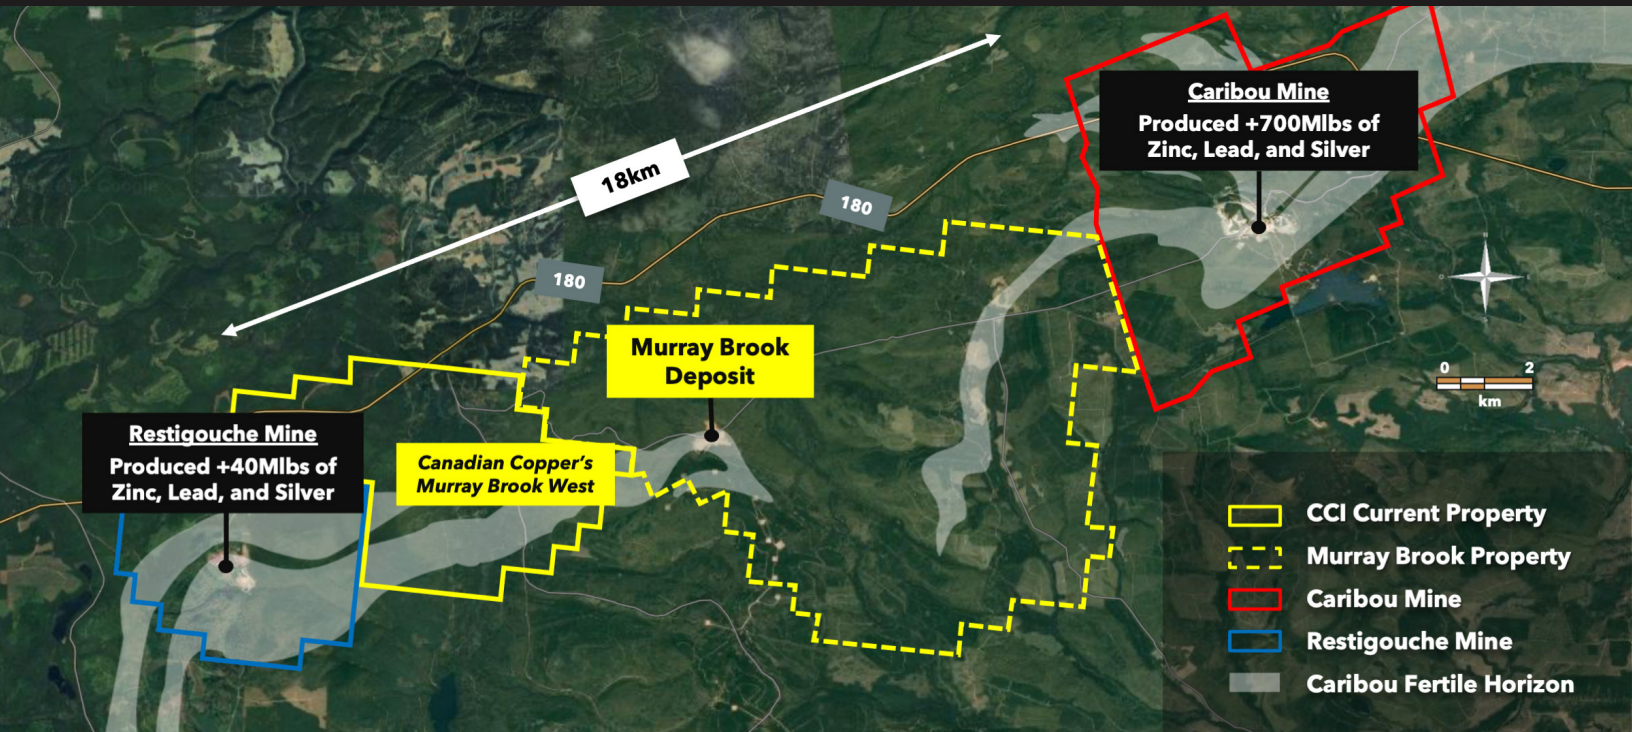 Caribou Mine
Produced +700Mlbs of
Zinc, Lead, and Silver
18km
180
180
Murray Brook
Deposit
0 2
km
Restigouche Mine
Produced +40Mlbs of
Zinc, Lead, and Silver
Canadian Copper's
Murray Brook West
CCI Current Property
Murray Brook Property
Caribou Mine
Restigouche Mine
Caribou Fertile Horizon